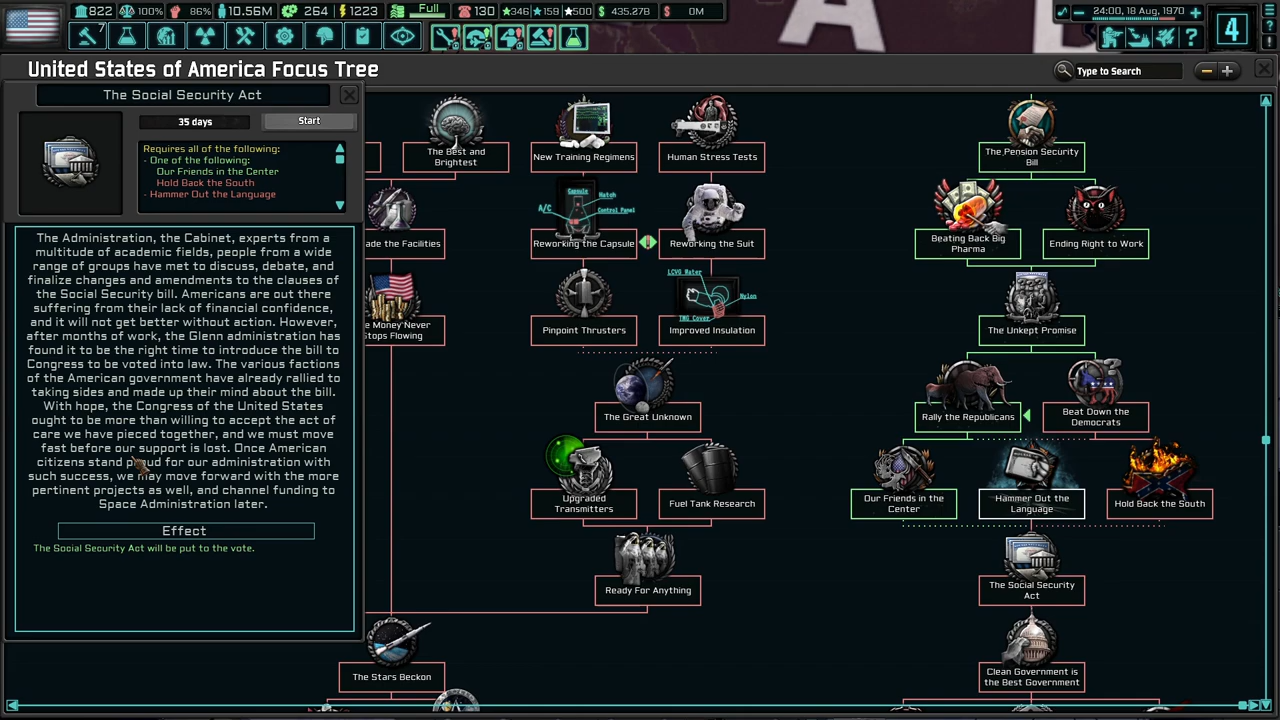 822 100% 86% 10.56M 264 1223 Full 130 346 159 500 $ 435.278 $ 0M
24:00, 18 Aug, 1970
4
7
United States of America Focus Tree
Type to Search
The Social Security Act
35 days
Start
Requires all of the following:
- One of the following:
Our Friends in the Center
Hold Back the South
- Hammer Out the Language
The Administration, the Cabinet, experts from a
multitude of academic fields, people from a wide
range of groups have met to discuss, debate, and
finalize changes and amendments to the clauses of
the Social Security bill. Americans are out there
suffering from their lack of financial confidence,
and it will not get better without action. However,
after months of work, the Glenn administration has
found it to be the right time to introduce the bill to
Congress to be voted into law. The various factions
of the American government have already rallied to
taking sides and made up their mind about the bill.
With hope, the Congress of the United States
ought to be more than willing to accept the act of
care we have pieced together, and we must move
fast before our support is lost. Once American
citizens stand proud for our administration with
such success, we may move forward with the more
pertinent projects as well, and channel funding to
Space Administration later.
Effect
The Social Security Act will be put to the vote.
The Best and
Brightest
New Training Regimens
Human Stress Tests
The Pension Security
Bill
Capsule
Hatch
A/C
Control Panel
ade the Facilities
Reworking the Capsule
Reworking the Suit
Beating Back Big
Pharma
Ending Right to Work
LCVG Water
Nylon
TMG Cover
e Money Never
Stops Flowing
Pinpoint Thrusters
Improved Insulation
The Unkept Promise
The Great Unknown
Rally the Republicans
Beat Down the
Democrats
Upgraded
Transmitters
Fuel Tank Research
Our Friends in the
Center
Hammer Out the
Language
Hold Back the South
Ready For Anything
The Social Security
Act
The Stars Beckon
Clean Government is
the Best Government